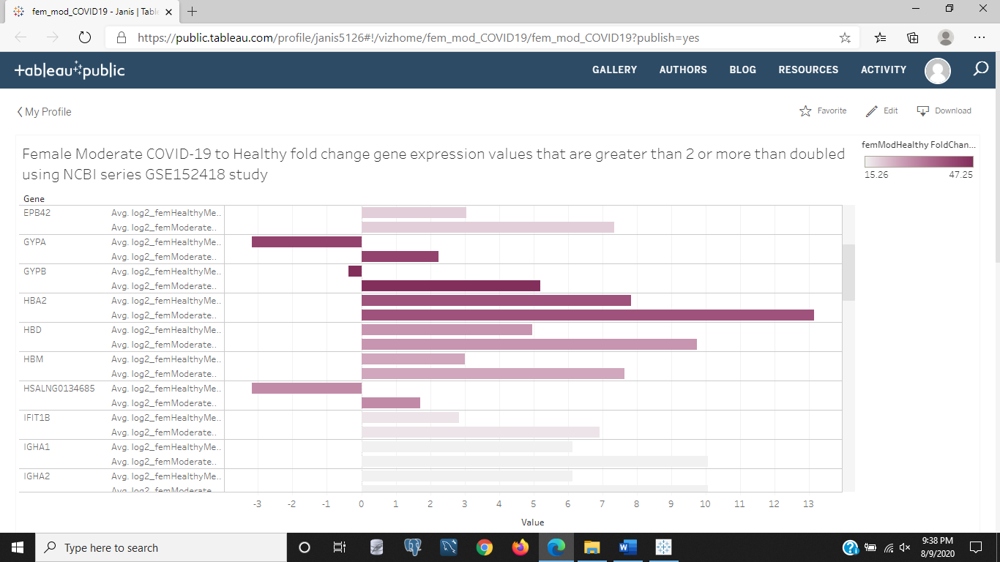 fem_mod_COVID19 - Janis | Table
https://public.tableau.com/profile/janis5126#!/vizhome/fem_mod_COVID19/fem_mod_COVID19?publish=yes
+ableau public
GALLERY AUTHORS BLOG RESOURCES ACTIVITY
My Profile
Favorite Edit Download
Female Moderate COVID-19 to Healthy fold change gene expression values that are greater than 2 or more than doubled
using NCBI series GSE152418 study
femModHealthy FoldChan...
15.26 47.25
Gene
EPB42 Avg. log2_femHealthyMe..
Avg. log2_femModerate..
GYPA Avg. log2_femHealthyMe..
Avg. log2_femModerate..
GYPB Avg. log2_femHealthyMe..
Avg. log2_femModerate..
HBA2 Avg. log2_femHealthyMe..
Avg. log2_femModerate..
HBD Avg. log2_femHealthyMe..
Avg. log2_femModerate..
HBM Avg. log2_femHealthyMe..
Avg. log2_femModerate..
HSALNG0134685 Avg. log2_femHealthyMe..
Avg. log2_femModerate..
IFIT1B Avg. log2_femHealthyMe..
Avg. log2_femModerate..
IGHA1 Avg. log2_femHealthyMe..
Avg. log2_femModerate..
IGHA2 Avg. log2_femHealthyMe..
Avg. log2_femModerate
-3 -2 -1 0 1 2 3 4 5 6 7 8 9 10 11 12 13
Value
Type here to search
9:38 PM
8/9/2020